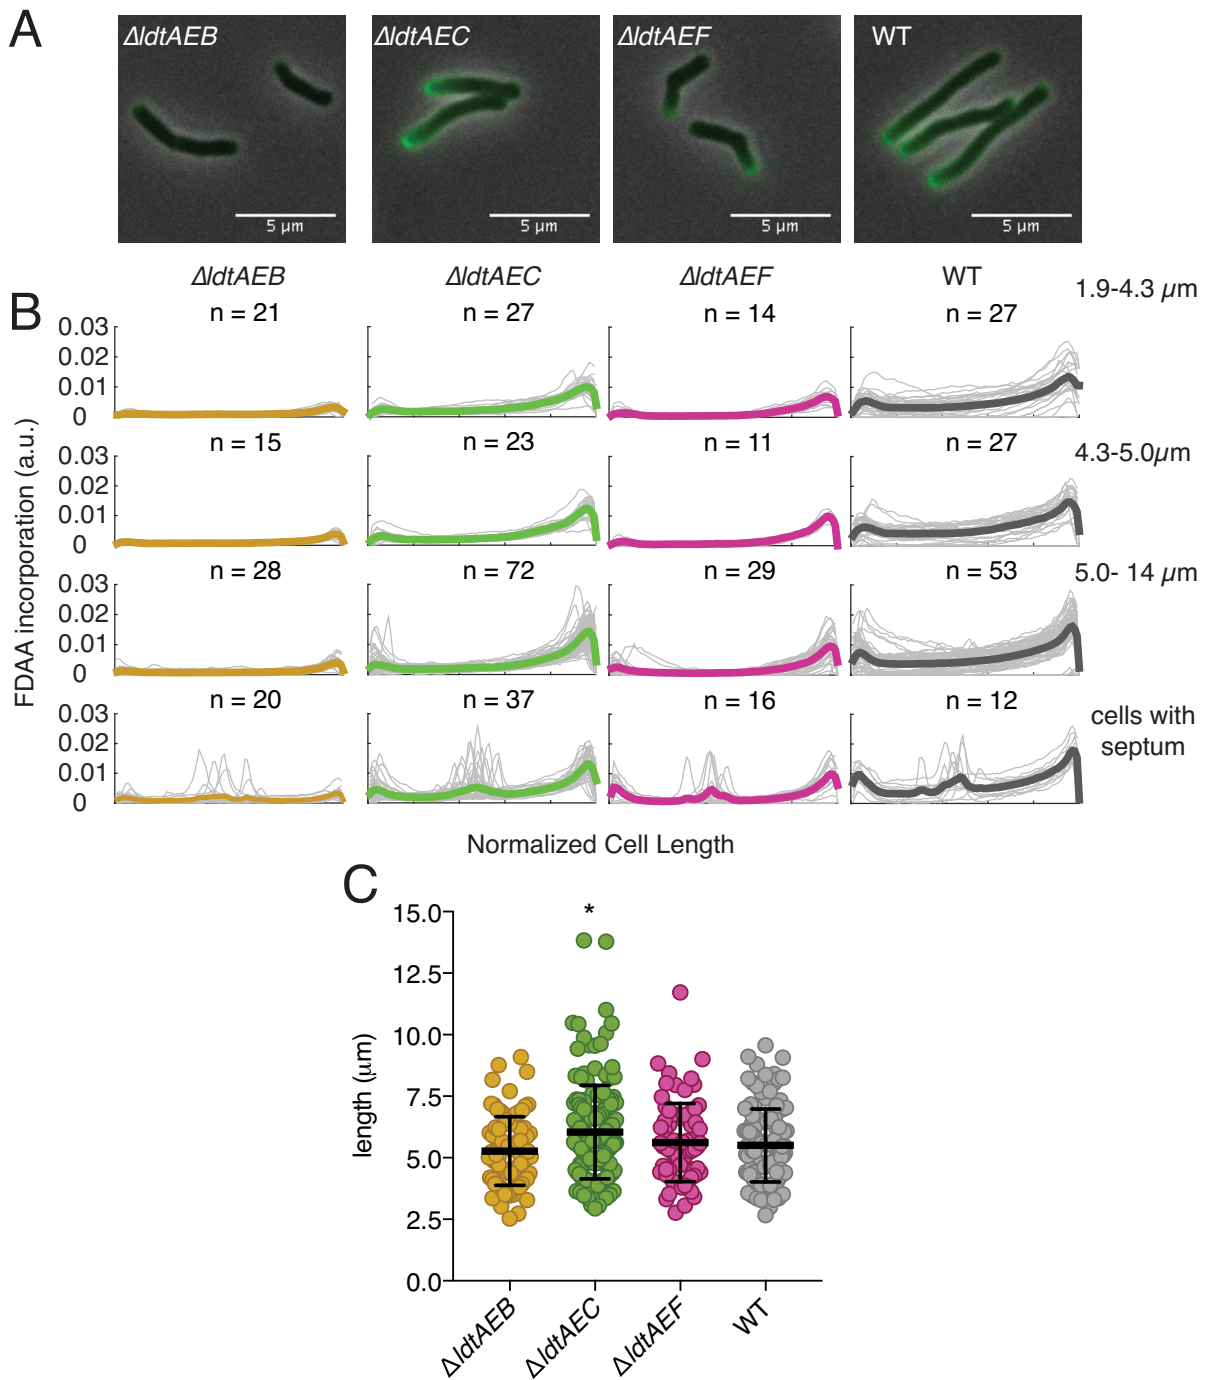 A
ΔldtAEB
ΔldtAEC
ΔldtAEF
WT
5 µm
5 µm
5 µm
5 µm
B
ΔldtAEB
ΔldtAEC
ΔldtAEF
WT
1.9-4.3 µm
n = 21
n = 27
n = 14
n = 27
0.03
0.02
0.01
0
4.3-5.0µm
n = 15
n = 23
n = 11
n = 27
0.03
0.02
0.01
0
5.0- 14 µm
n = 28
n = 72
n = 29
n = 53
0.03
0.02
0.01
0
cells with
septum
n = 20
n = 37
n = 16
n = 12
0.03
0.02
0.01
0
FDAA incorporation (a.u.)
Normalized Cell Length
C
*
15.0
12.5
10.0
7.5
5.0
2.5
0.0
length (µm)
ΔldtAEB
ΔldtAEC
ΔldtAEF
WT